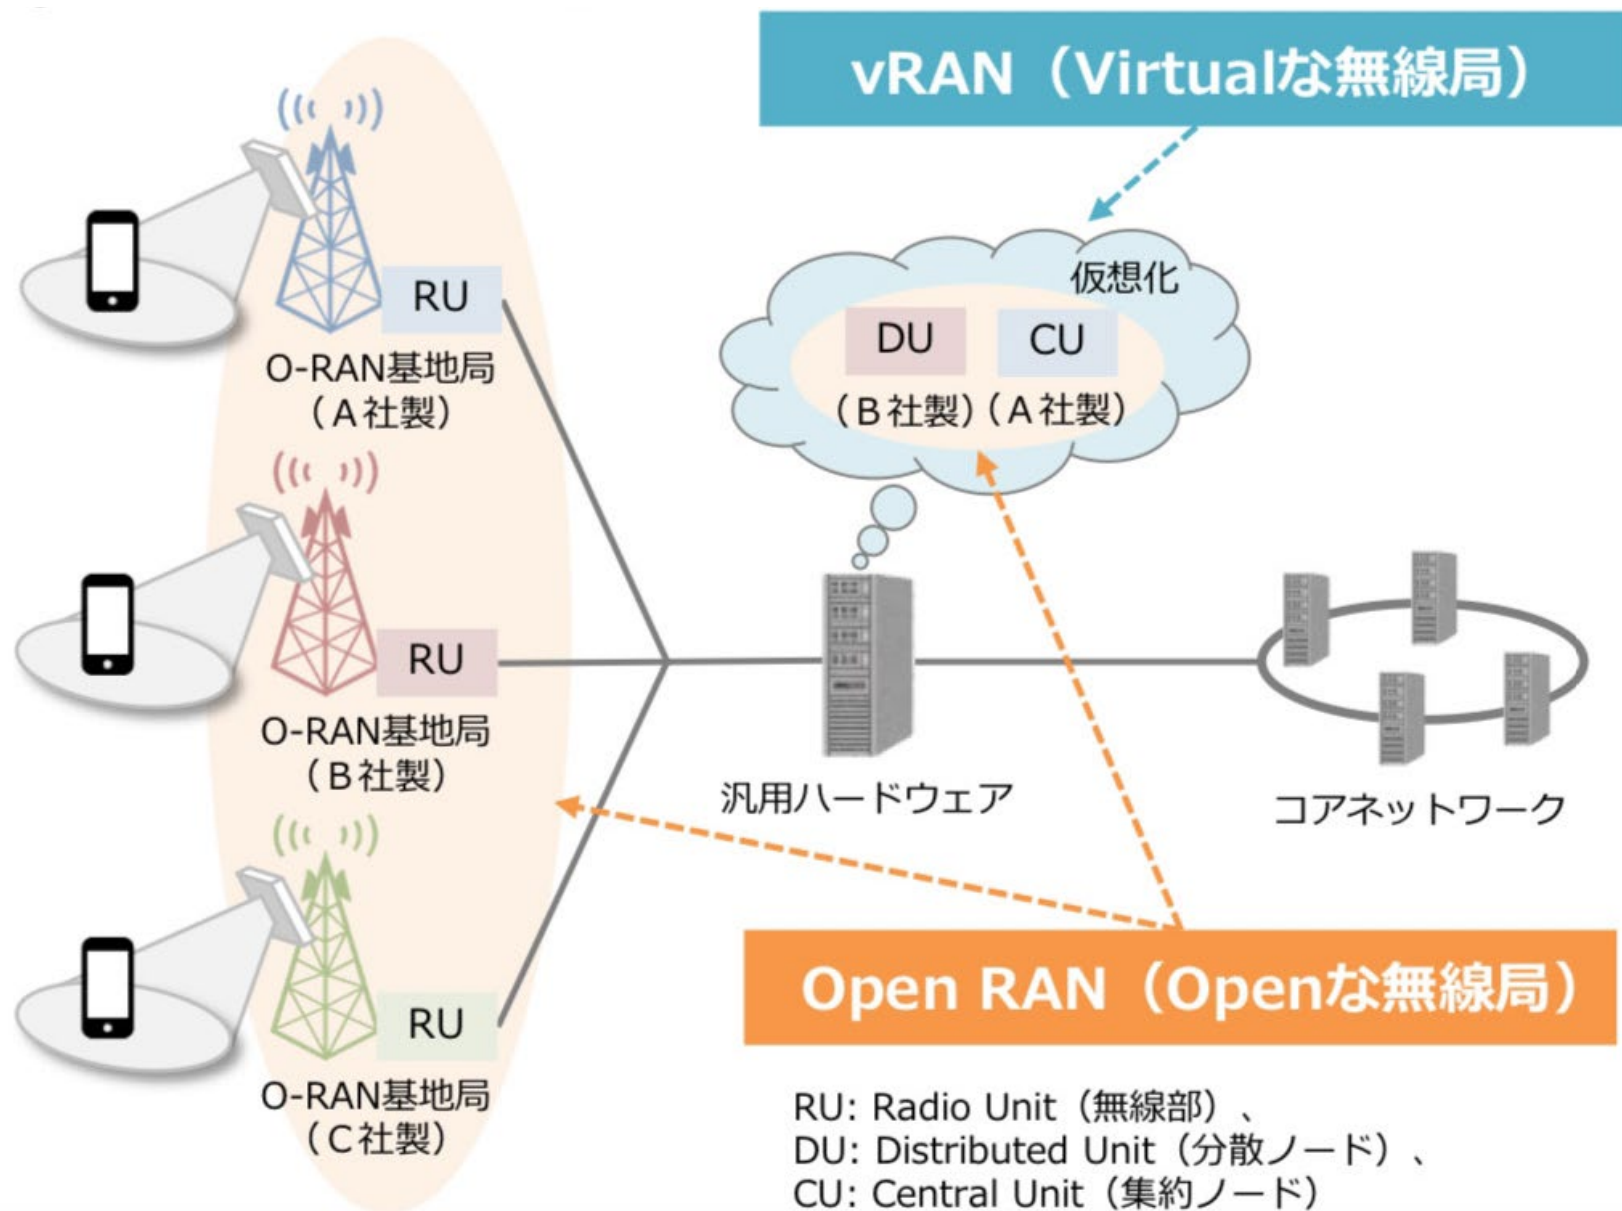 vRAN（Virtualな無線局）
仮想化
DU
CU
（Ｂ社製）（Ａ社製）
RU
O-RAN基地局
（Ａ社製）
RU
O-RAN基地局
（Ｂ社製）
RU
O-RAN基地局
（Ｃ社製）
汎用ハードウェア
コアネットワーク
Open RAN（Openな無線局）
RU: Radio Unit（無線部）、
DU: Distributed Unit（分散ノード）、
CU: Central Unit（集約ノード）